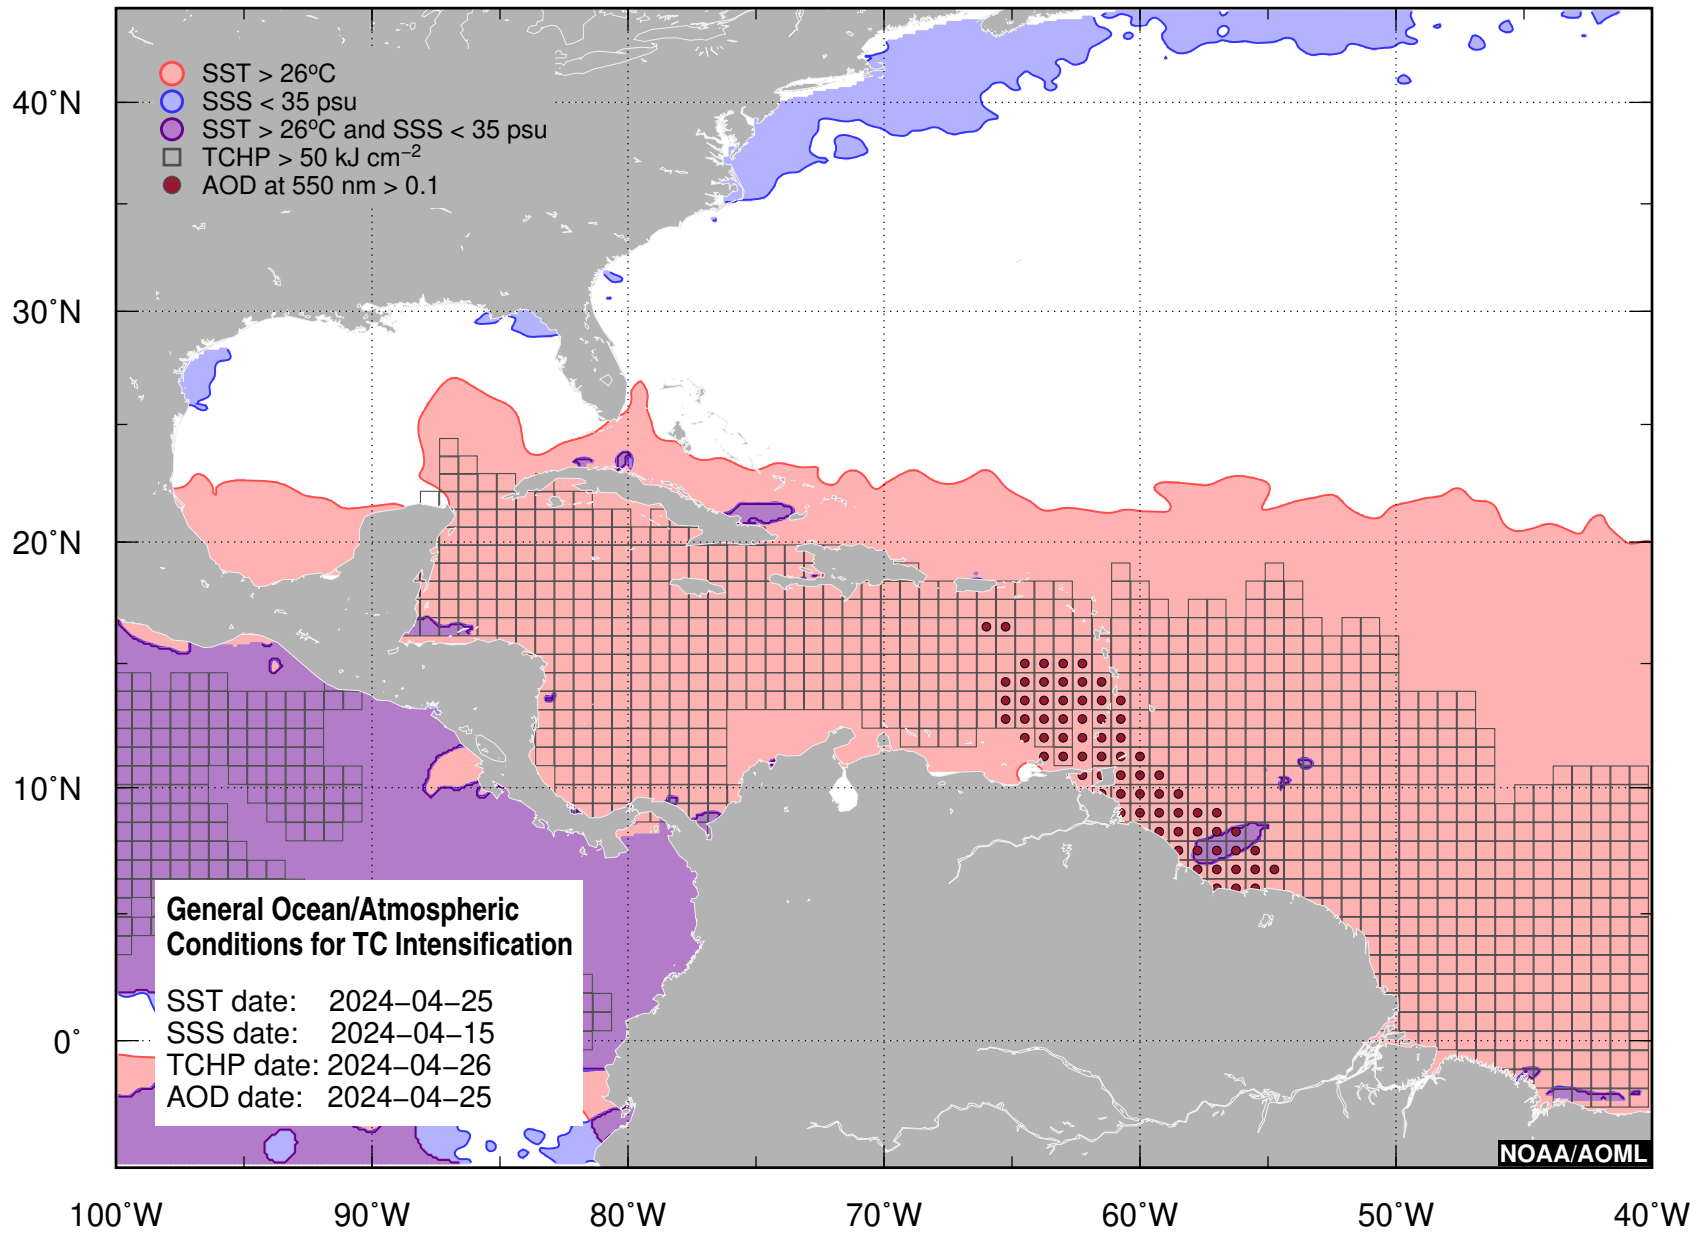 SST > 26°C
SSS < 35 psu
SST > 26°C and SSS < 35 psu
TCHP > 50 kJ cm⁻²
AOD at 550 nm > 0.1
40°N
30°N
20°N
10°N
0°
General Ocean/Atmospheric
Conditions for TC Intensification
SST date: 2024−04−25
SSS date: 2024−04−15
TCHP date: 2024−04−26
AOD date: 2024−04−25
NOAA/AOML
100°W 90°W 80°W 70°W 60°W 50°W 40°W